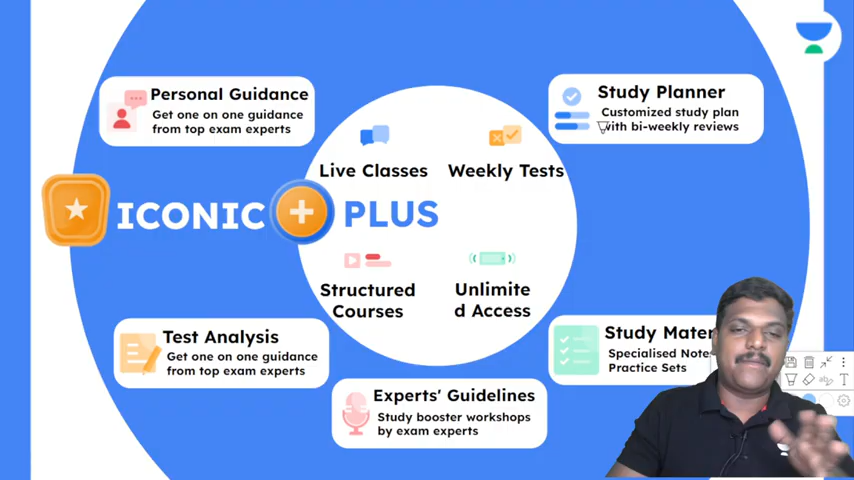 Personal Guidance
Get one on one guidance
from top exam experts
Study Planner
Customized study plan
with bi-weekly reviews
Live Classes
Weekly Tests
ICONIC
PLUS
Structured
Courses
Unlimite
d Access
Test Analysis
Get one on one guidance
from top exam experts
Study Mater
Specialised Note
Practice Sets
Experts' Guidelines
Study booster workshops
by exam experts